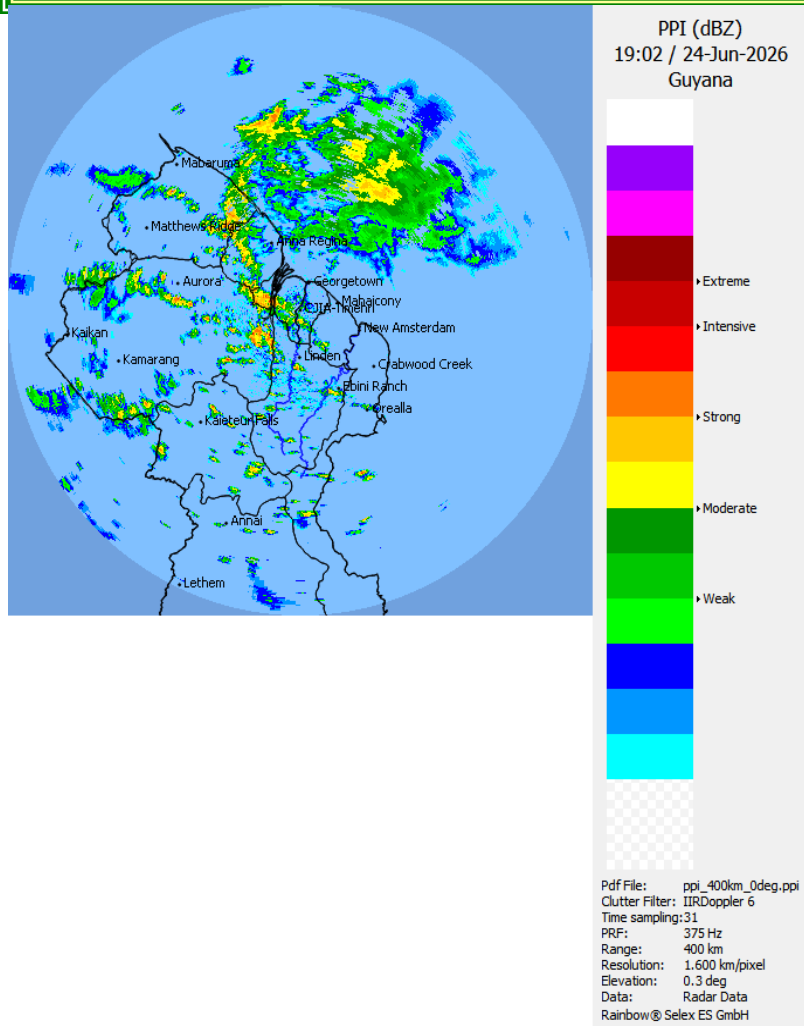 PPI (dBZ)
19:02 / 24-Jun-2026
Guyana
Mabaruma
Matthews Ridge
Anna Regina
Aurora
Georgetown
Mahaicony
CJIA-Timehri
New Amsterdam
Kaikan
Linden
Kamarang
Crabwood Creek
Ebini Ranch
Orealla
Kaieteur Falls
Annai
Lethem
Extreme
Intensive
Strong
Moderate
Weak
Pdf File: ppi_400km_0deg.ppi
Clutter Filter: IIRDoppler 6
Time sampling:31
PRF: 375 Hz
Range: 400 km
Resolution: 1.600 km/pixel
Elevation: 0.3 deg
Data: Radar Data
Rainbow® Selex ES GmbH